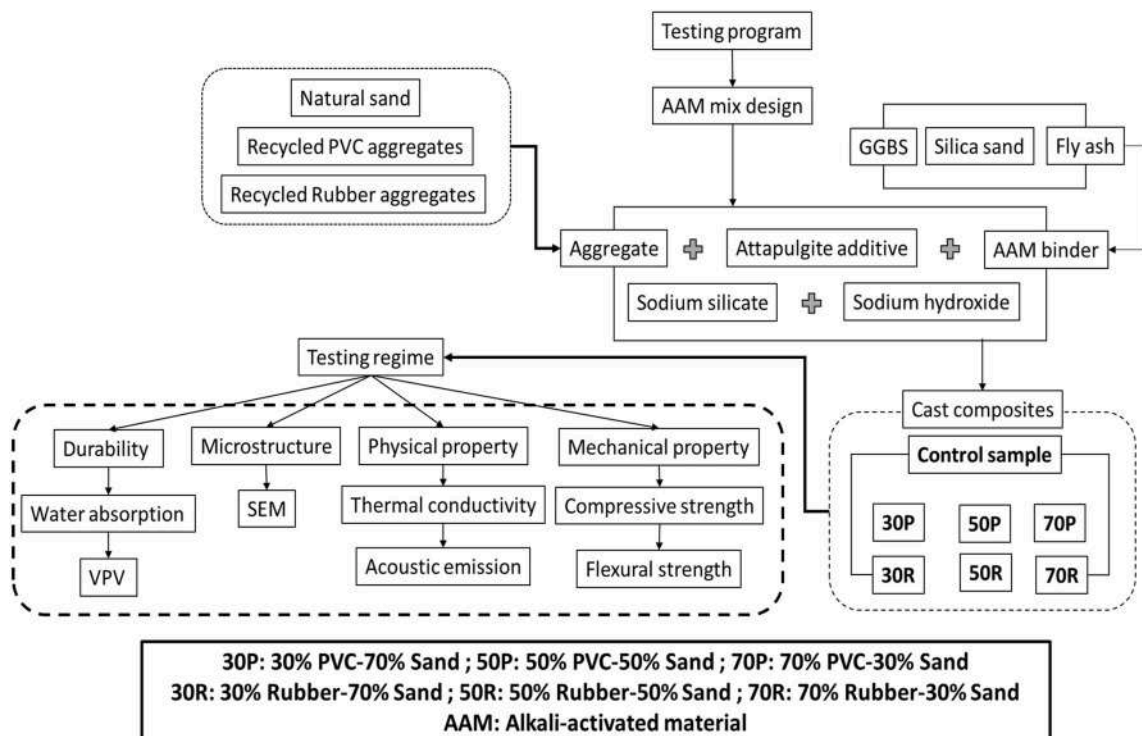 Testing program
AAM mix design
Natural sand
Recycled PVC aggregates
Recycled Rubber aggregates
GGBS
Silica sand
Fly ash
Aggregate
Attapulgite additive
AAM binder
Sodium silicate
Sodium hydroxide
Testing regime
Durability
Microstructure
Physical property
Mechanical property
Water absorption
SEM
Thermal conductivity
Compressive strength
VPV
Acoustic emission
Flexural strength
Cast composites
Control sample
30P
50P
70P
30R
50R
70R
30P: 30% PVC-70% Sand ; 50P: 50% PVC-50% Sand ; 70P: 70% PVC-30% Sand
30R: 30% Rubber-70% Sand ; 50R: 50% Rubber-50% Sand ; 70R: 70% Rubber-30% Sand
AAM: Alkali-activated material